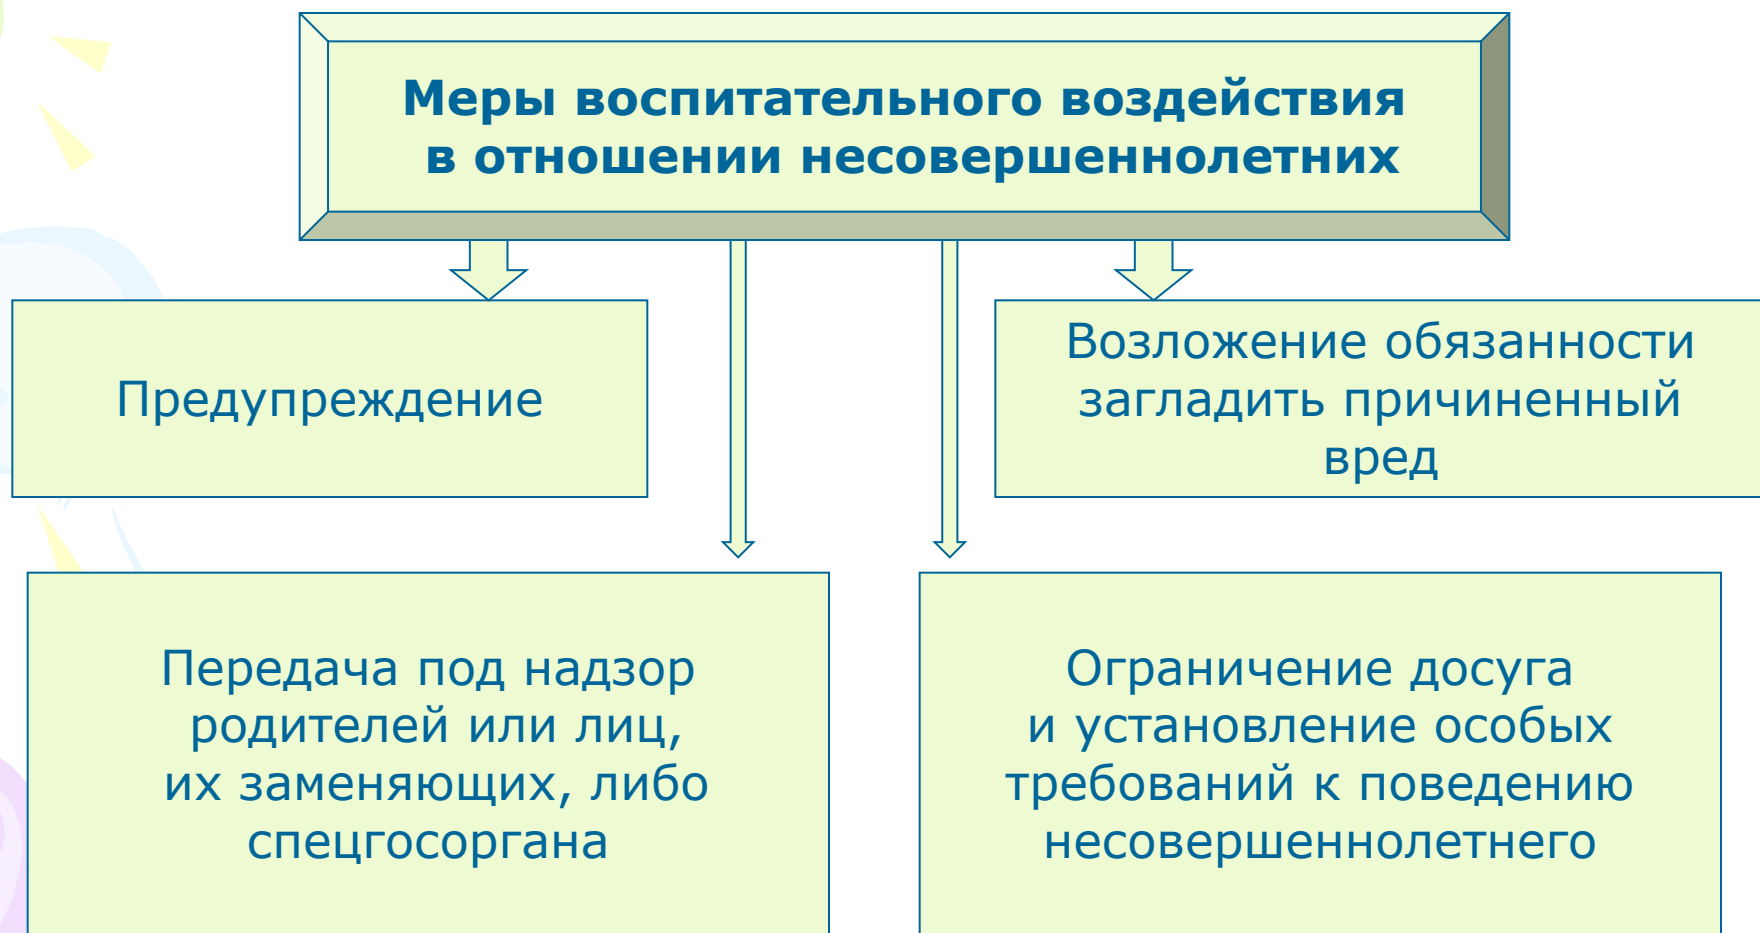 Меры воспитательного воздействия
в отношении несовершеннолетних
Предупреждение
Возложение обязанности
загладить причиненный
вред
Передача под надзор
родителей или лиц,
их заменяющих, либо
спецгосоргана
Ограничение досуга
и установление особых
требований к поведению
несовершеннолетнего